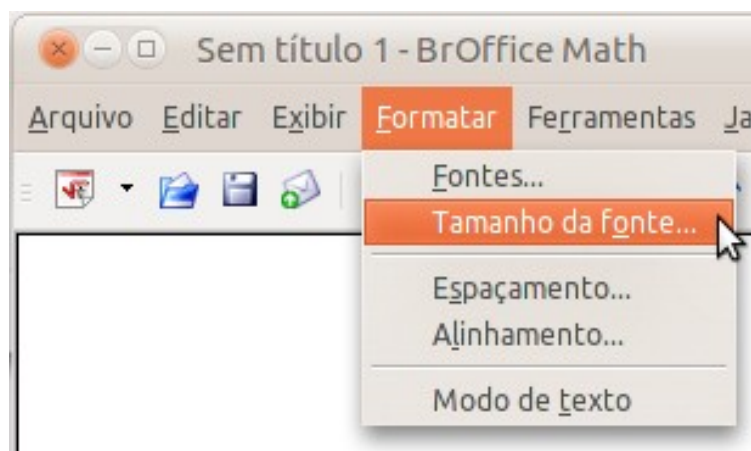 Sem título 1 - BrOffice Math
Arquivo Editar Exibir Formatar Ferramentas Ja
Fontes...
Tamanho da fonte...
Espaçamento...
Alinhamento...
Modo de texto